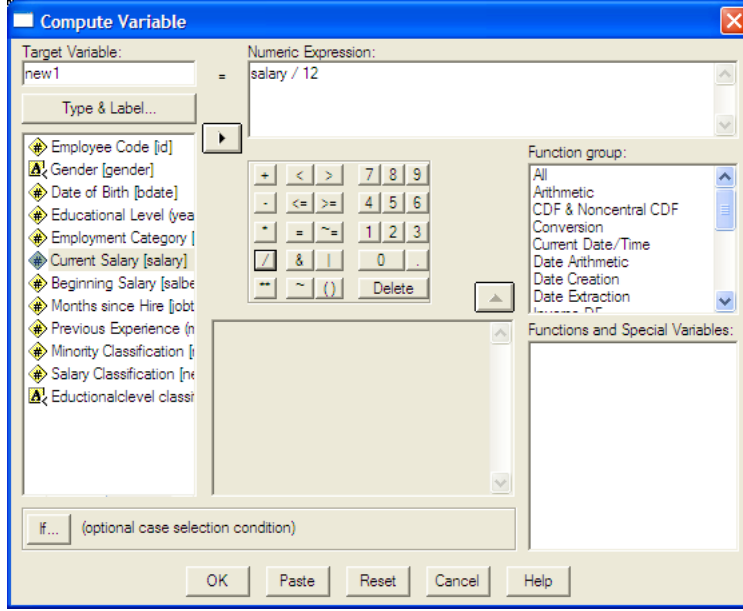 Compute Variable
Target Variable:
new1
=
Numeric Expression:
salary / 12
Type & Label...
Employee Code [id]
Gender [gender]
Date of Birth [bdate]
Educational Level (yea
Employment Category [
Current Salary [salary]
Beginning Salary [salbe
Months since Hire [jobt
Previous Experience (n
Minority Classification [
Salary Classification [ne
Eductionalclevel classif
+ < > 7 8 9
- <= >= 4 5 6
* = ~= 1 2 3
/ & | 0 .
** ~ () Delete
Function group:
All
Arithmetic
CDF & Noncentral CDF
Conversion
Current Date/Time
Date Arithmetic
Date Creation
Date Extraction
Inverse DF
Functions and Special Variables:
If... (optional case selection condition)
OK Paste Reset Cancel Help